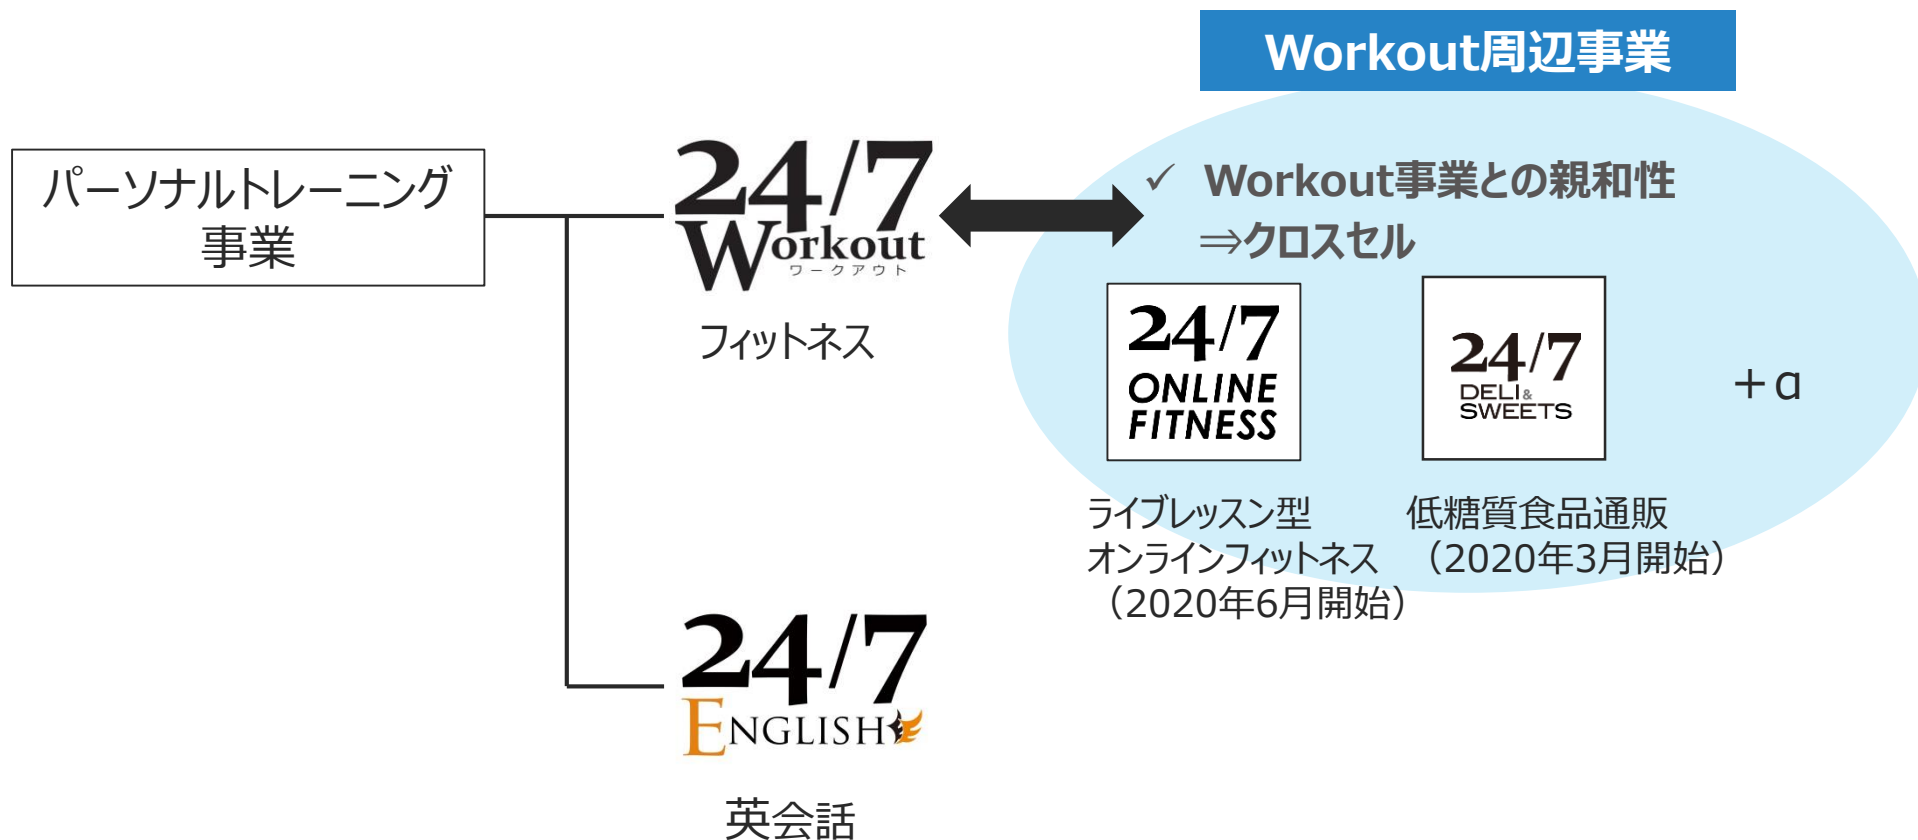 Workout周辺事業
パーソナルトレーニング
事業
24/7
Workout
ワークアウト
フィットネス
✓ Workout事業との親和性
⇒クロスセル
24/7
ONLINE
FITNESS
24/7
DELI&
SWEETS
+α
ライブレッスン型
オンラインフィットネス
（2020年6月開始）
低糖質食品通販
（2020年3月開始）
24/7
ENGLISH
英会話